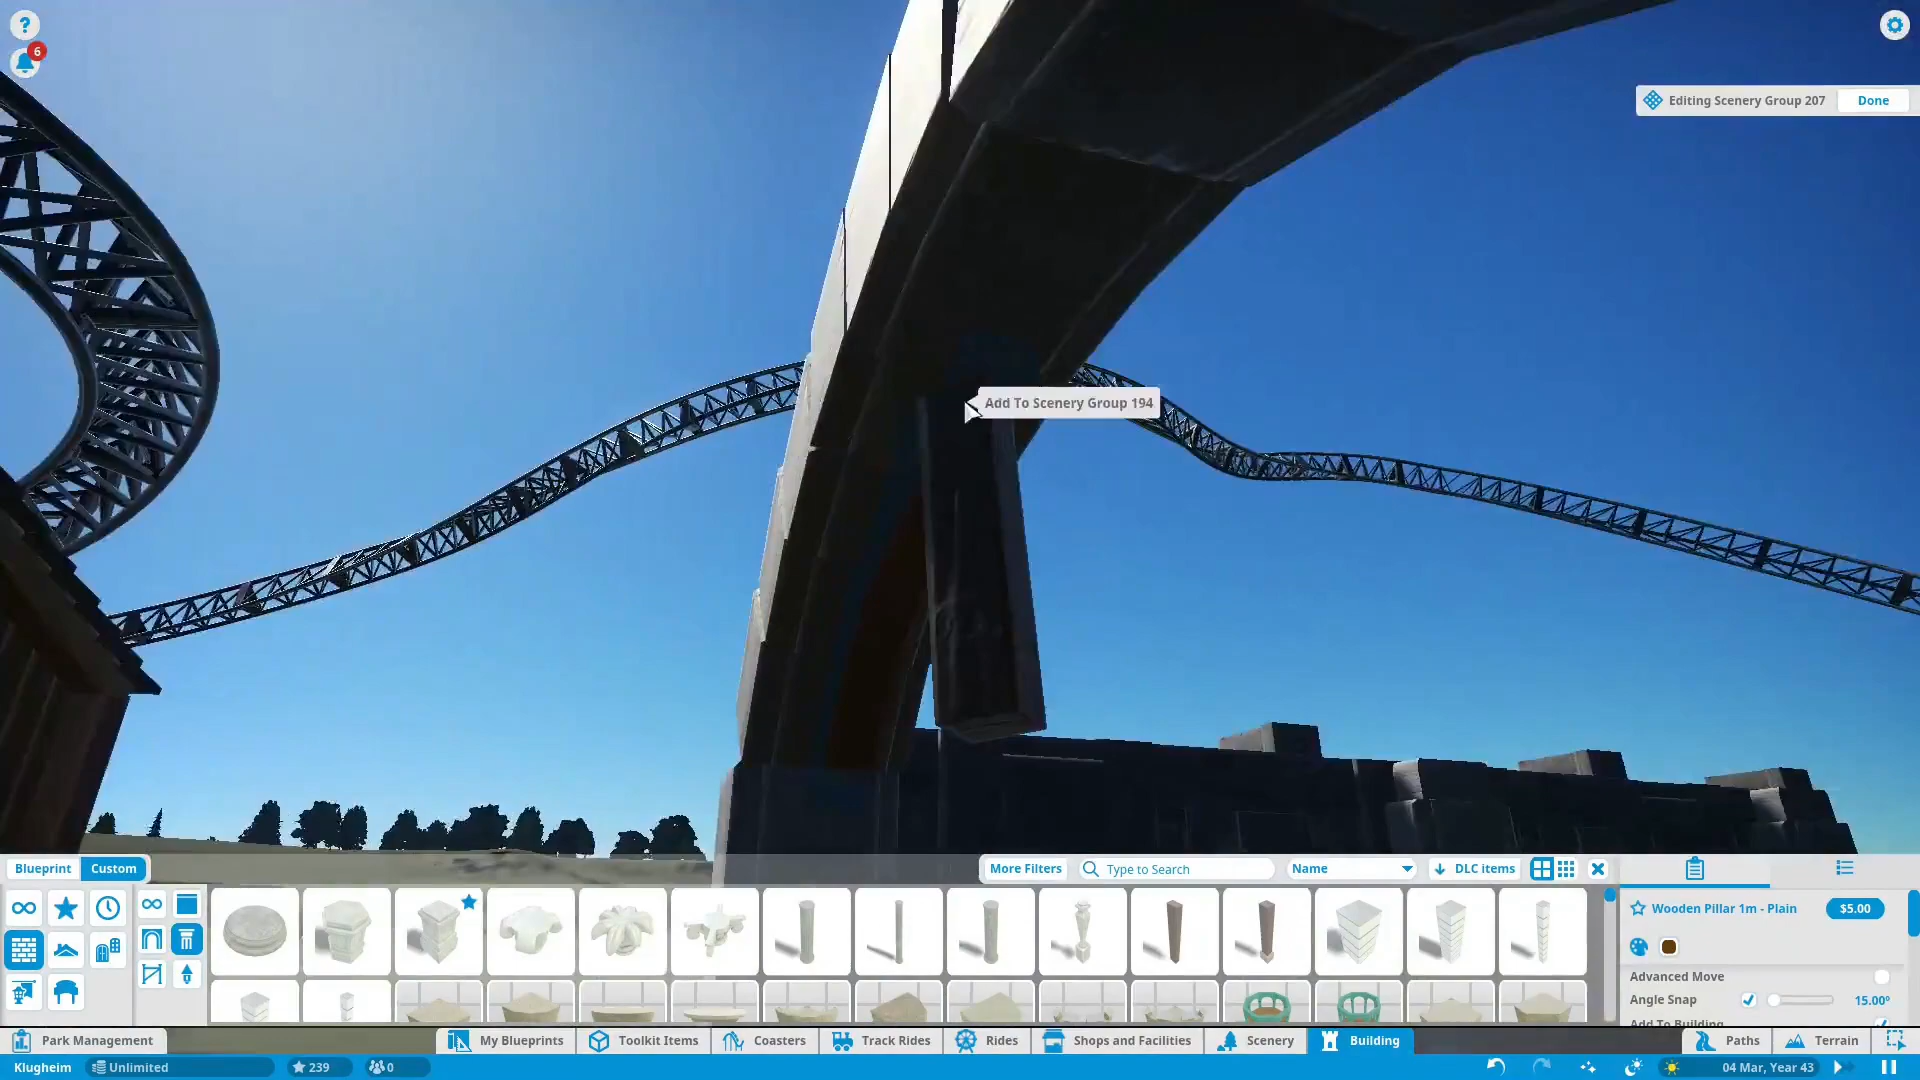 ?
6
Editing Scenery Group 207
Done
Add To Scenery Group 194
Blueprint
Custom
More Filters
Type to Search
Name
DLC items
Wooden Pillar 1m - Plain
$5.00
Advanced Move
Angle Snap
15.00°
Add To Building
Park Management
My Blueprints
Toolkit Items
Coasters
Track Rides
Rides
Shops and Facilities
Scenery
Building
Paths
Terrain
Klugheim
Unlimited
239
0
04 Mar, Year 43